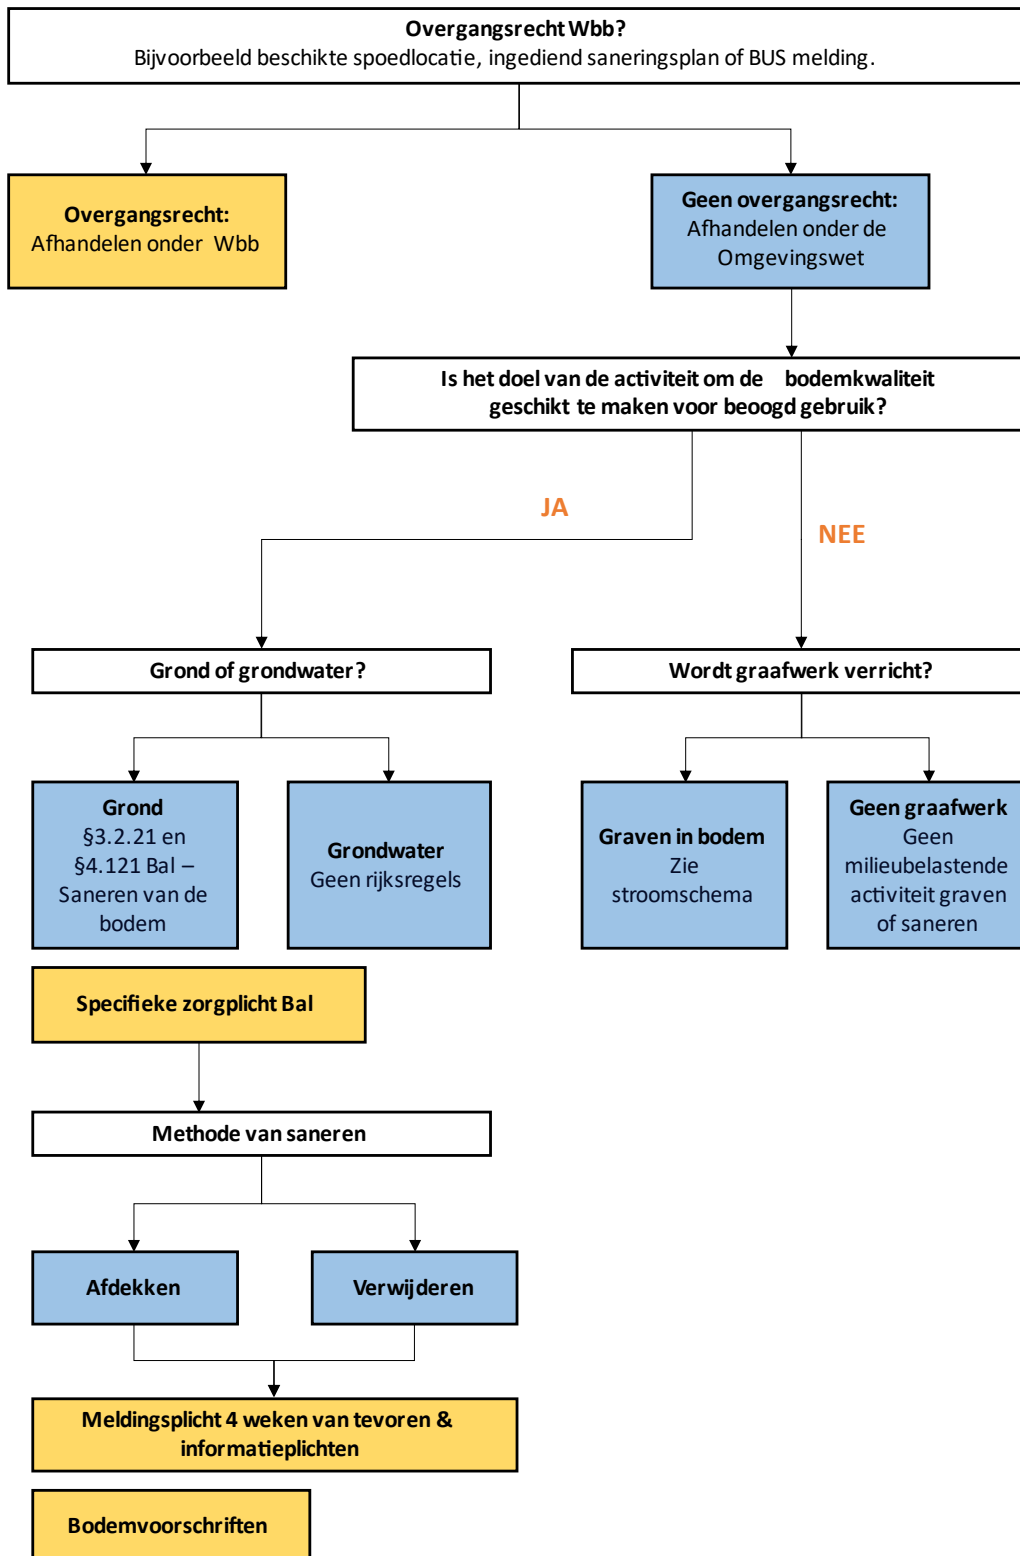 Overgangsrecht Wbb?
Bijvoorbeeld beschikte spoedlocatie, ingediend saneringsplan of BUS melding.
Overgangsrecht:
Afhandelen onder Wbb
Geen overgangsrecht:
Afhandelen onder de
Omgevingswet
Is het doel van de activiteit om de bodemkwaliteit
geschikt te maken voor beoogd gebruik?
JA
NEE
Grond of grondwater?
Wordt graafwerk verricht?
Grond
§3.2.21 en
§4.121 Bal –
Saneren van de
bodem
Grondwater
Geen rijksregels
Graven in bodem
Zie
stroomschema
Geen graafwerk
Geen
milieubelastende
activiteit graven
of saneren
Specifieke zorgplicht Bal
Methode van saneren
Afdekken
Verwijderen
Meldingsplicht 4 weken van tevoren &
informatieplichten
Bodemvoorschriften